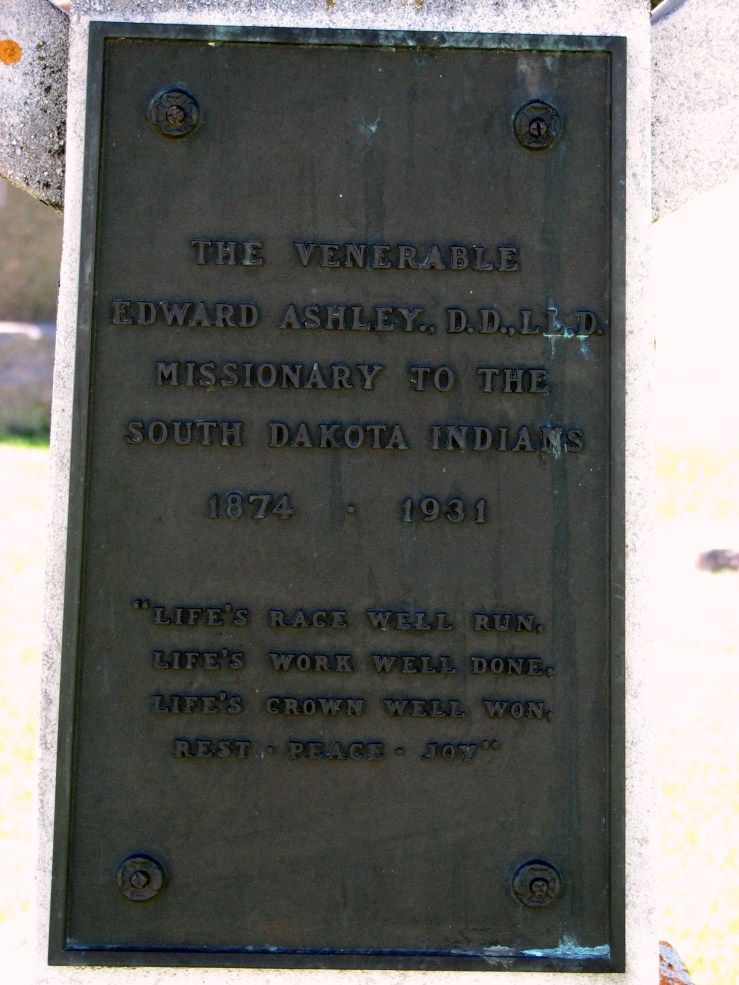 THE VENERABLE
EDWARD ASHLEY., D.D., LL.D.
MISSIONARY TO THE
SOUTH DAKOTA INDIANS
1874 · 1931
"LIFE'S RACE WELL RUN,
LIFE'S WORK WELL DONE,
LIFE'S CROWN WELL WON,
REST · PEACE · JOY"